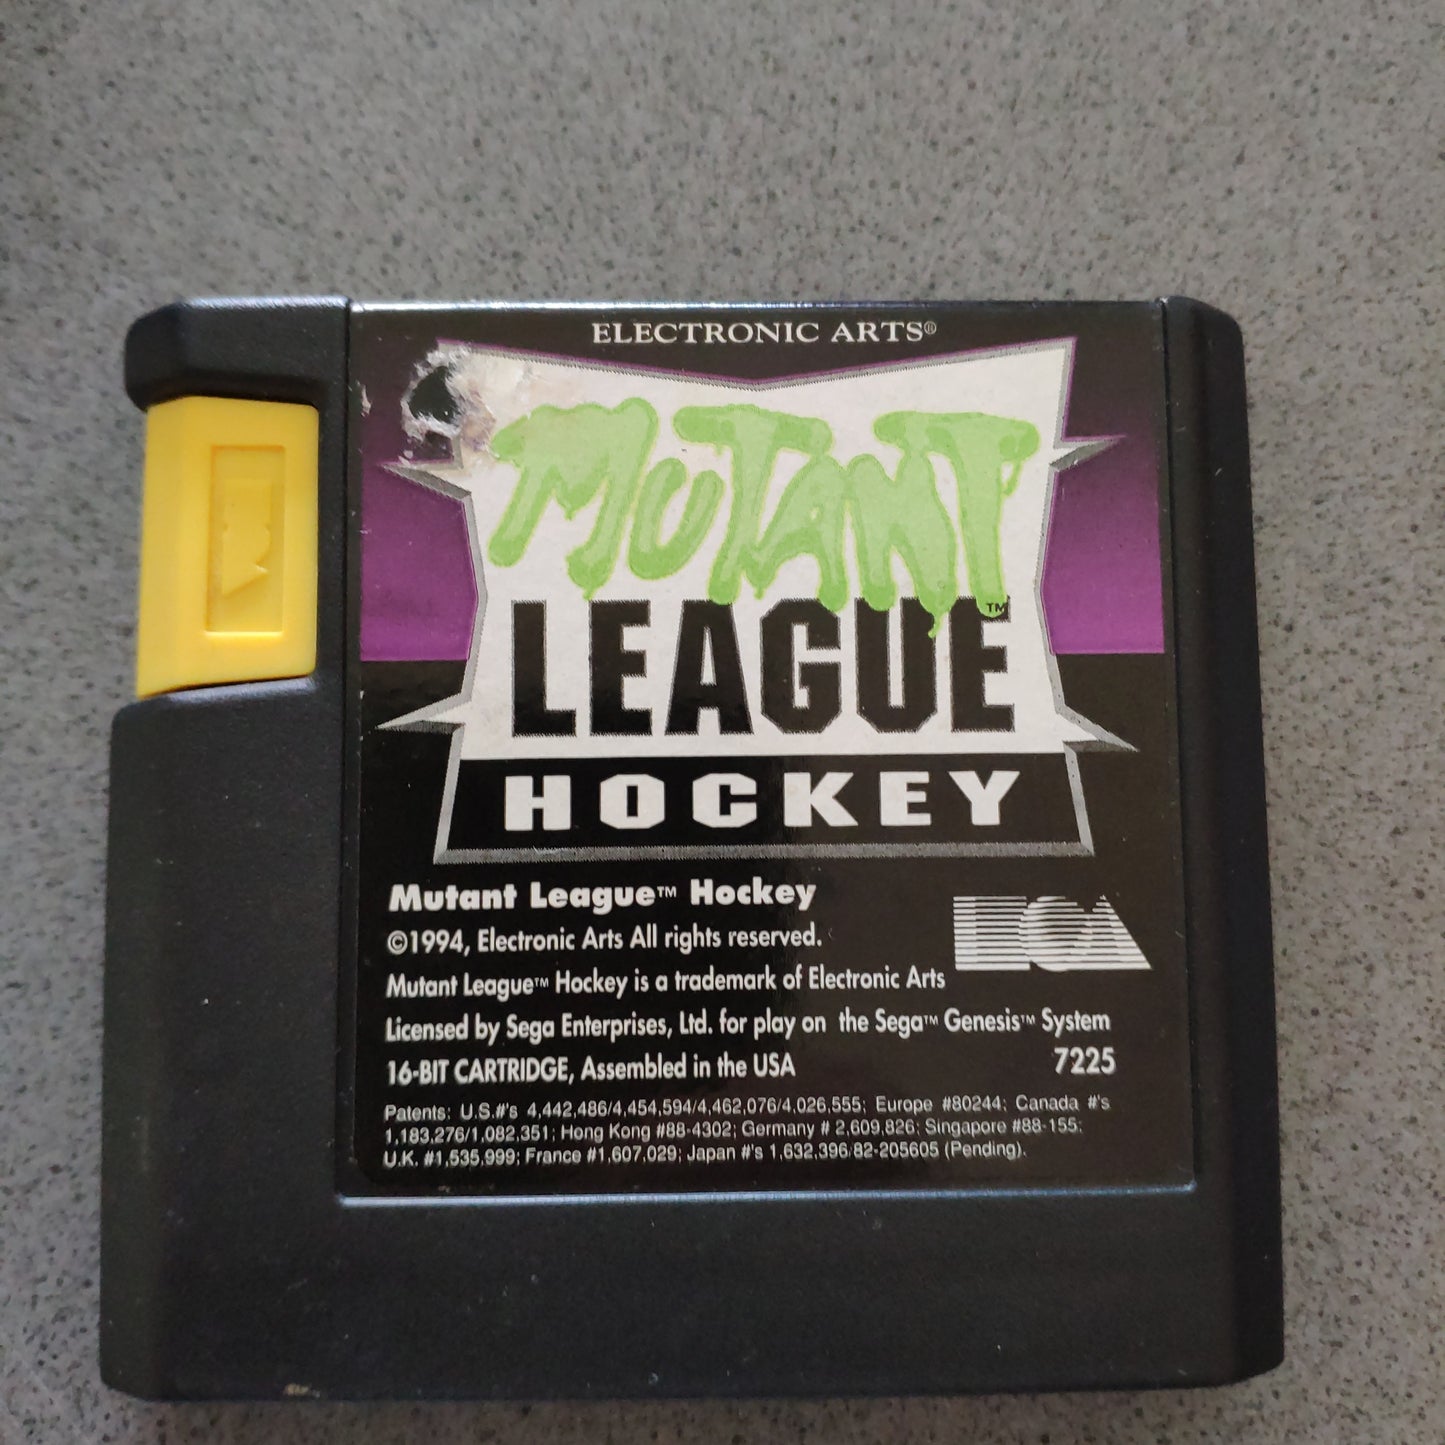 ELECTRONIC ARTS®
MUTANT
LEAGUE™
HOCKEY
Mutant League™ Hockey
©1994, Electronic Arts All rights reserved.
EA
Mutant League™ Hockey is a trademark of Electronic Arts
Licensed by Sega Enterprises, Ltd. for play on the Sega™ Genesis™ System
16-BIT CARTRIDGE, Assembled in the USA 7225
Patents: U.S.#'s 4,442,486/4,454,594/4,462,076/4,026,555; Europe #80244; Canada #'s
1,183,276/1,082,351; Hong Kong #88-4302; Germany # 2,609,826; Singapore #88-155;
U.K. #1,535,999; France #1,607,029; Japan #'s 1,632,396/82-205605 (Pending).